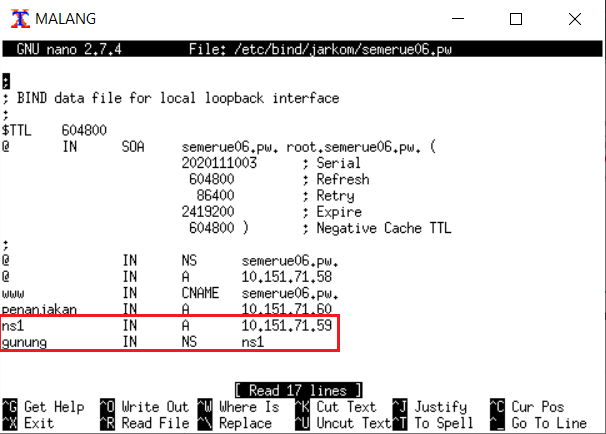 MALANG
GNU nano 2.7.4 File: /etc/bind/jarkom/semerue06.pw
;
; BIND data file for local loopback interface
;
$TTL 604800
@ IN SOA semerue06.pw. root.semerue06.pw. (
2020111003 ; Serial
604800 ; Refresh
86400 ; Retry
2419200 ; Expire
604800 ) ; Negative Cache TTL
;
@ IN NS semerue06.pw.
@ IN A 10.151.71.58
www IN CNAME semerue06.pw.
penanjakan IN A 10.151.71.60
ns1 IN A 10.151.71.59
gunung IN NS ns1
[ Read 17 lines ]
^G Get Help ^O Write Out ^W Where Is ^K Cut Text ^J Justify ^C Cur Pos
^X Exit ^R Read File ^\ Replace ^U Uncut Text ^T To Spell ^_ Go To Line